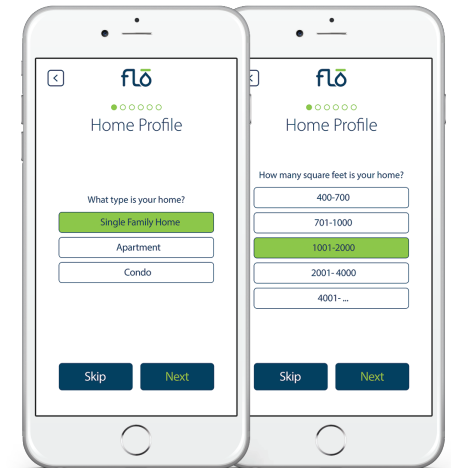 flō
Home Profile
What type is your home?
Single Family Home
Apartment
Condo
Skip
Next
flō
Home Profile
How many square feet is your home?
400-700
701-1000
1001-2000
2001- 4000
4001- ...
Skip
Next